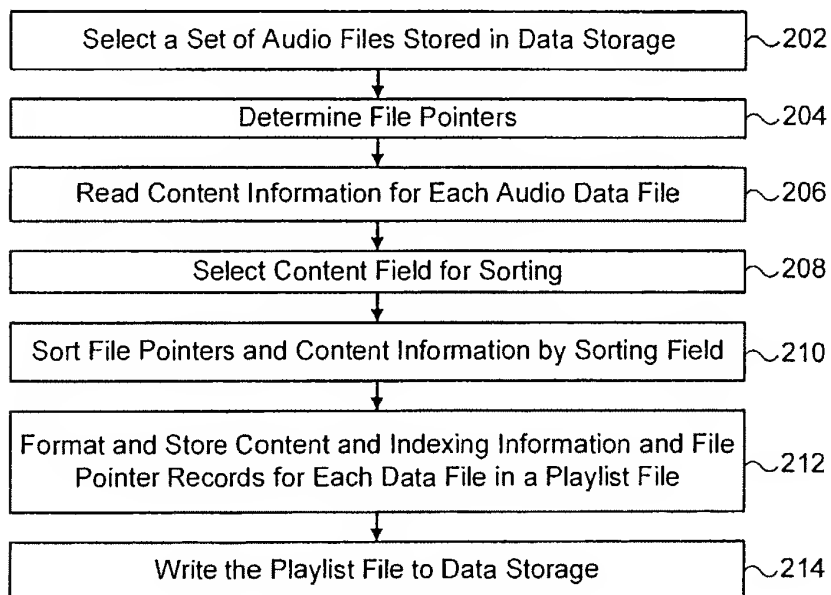 Select a Set of Audio Files Stored in Data Storage 202
Determine File Pointers 204
Read Content Information for Each Audio Data File 206
Select Content Field for Sorting 208
Sort File Pointers and Content Information by Sorting Field 210
Format and Store Content and Indexing Information and File
Pointer Records for Each Data File in a Playlist File 212
Write the Playlist File to Data Storage 214